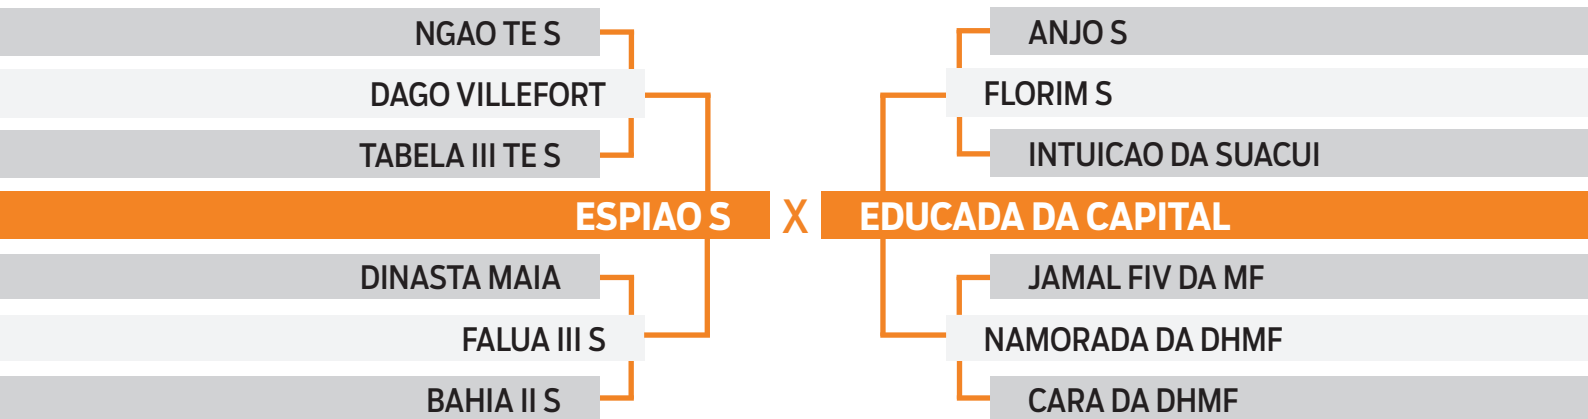 NGAO TE S
DAGO VILLEFORT
TABELA III TE S
ESPIAO S X EDUCADA DA CAPITAL
DINASTA MAIA
FALUA III S
BAHIA II S
ANJO S
FLORIM S
INTUICAO DA SUACUI
JAMAL FIV DA MF
NAMORADA DA DHMF
CARA DA DHMF